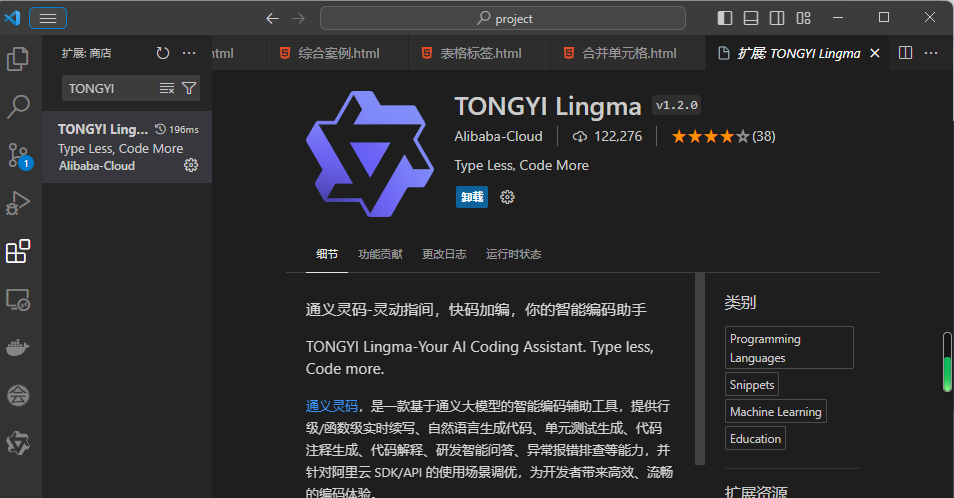 project
扩展: 商店
html
综合案例.html
表格标签.html
合并单元格.html
扩展: TONGYI Lingma
TONGYI
TONGYI Ling...
196ms
Type Less, Code More
Alibaba-Cloud
1
TONGYI Lingma
v1.2.0
Alibaba-Cloud
122,276
(38)
Type Less, Code More
卸载
细节
功能贡献
更改日志
运行时状态
通义灵码-灵动指间，快码加编，你的智能编码助手
TONGYI Lingma-Your AI Coding Assistant. Type less,
Code more.
通义灵码，是一款基于通义大模型的智能编码辅助工具，提供行
级/函数级实时续写、自然语言生成代码、单元测试生成、代码
注释生成、代码解释、研发智能问答、异常报错排查等能力，并
针对阿里云 SDK/API 的使用场景调优，为开发者带来高效、流畅
的编码体验。
类别
Programming
Languages
Snippets
Machine Learning
Education
扩展资源